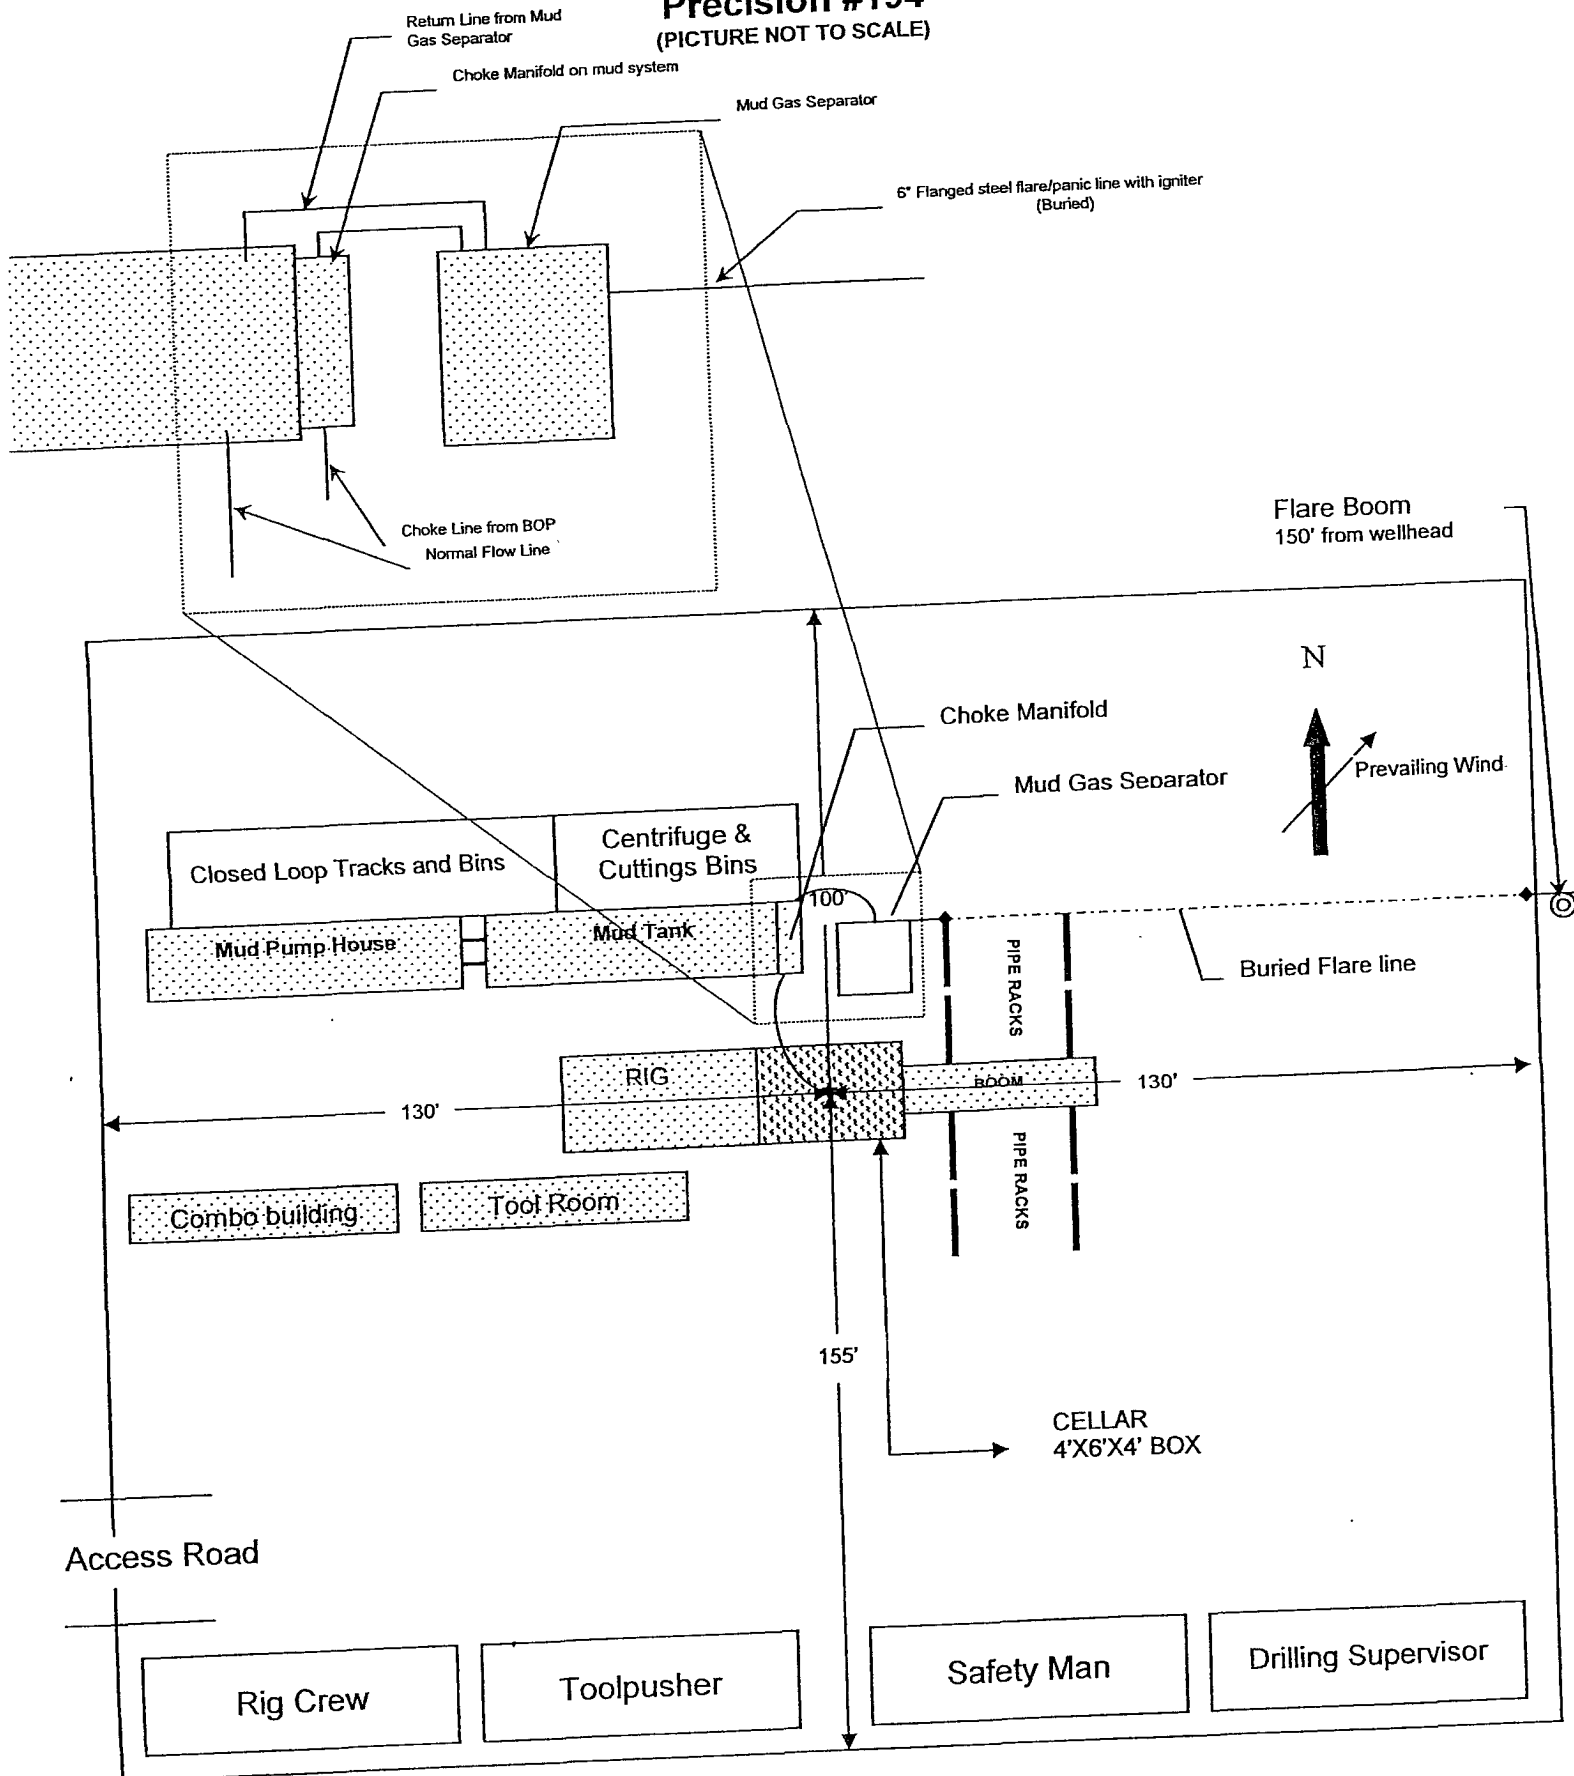 Precision #194
(PICTURE NOT TO SCALE)
Return Line from Mud
Gas Separator
Choke Manifold on mud system
Mud Gas Separator
6" Flanged steel flare/panic line with igniter
(Buried)
Choke Line from BOP
Normal Flow Line
Flare Boom
150' from wellhead
N
Prevailing Wind
Choke Manifold
Mud Gas Separator
Closed Loop Tracks and Bins
Centrifuge &
Cuttings Bins
100'
Mud Pump House
Mud Tank
PIPE RACKS
Buried Flare line
RIG
BOOM
130'
130'
PIPE RACKS
Combo building
Tool Room
155'
CELLAR
4'X6'X4' BOX
Access Road
Rig Crew
Toolpusher
Safety Man
Drilling Supervisor